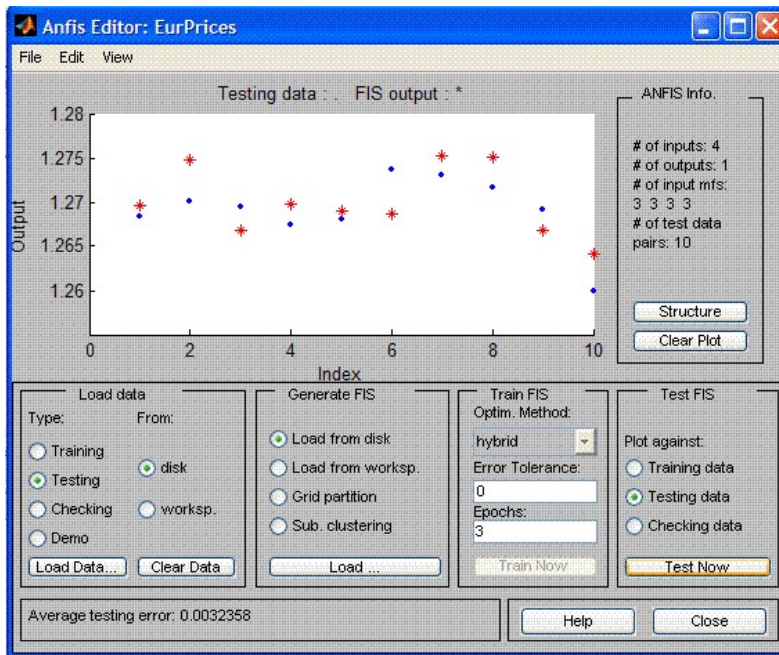 Anfis Editor: EurPrices
File Edit View
Testing data : . FIS output : *
1.28
1.275
1.27
1.265
1.26
Output
0 2 4 6 8 10
Index
ANFIS Info.
# of inputs: 4
# of outputs: 1
# of input mfs:
3 3 3 3
# of test data
pairs: 10
Structure
Clear Plot
Load data
Type: From:
Training
Testing
Checking
Demo
disk
worksp.
Load Data... Clear Data
Generate FIS
Load from disk
Load from worksp.
Grid partition
Sub. clustering
Load ...
Train FIS
Optim. Method:
hybrid
Error Tolerance:
0
Epochs:
3
Train Now
Test FIS
Plot against:
Training data
Testing data
Checking data
Test Now
Average testing error: 0.0032358
Help Close